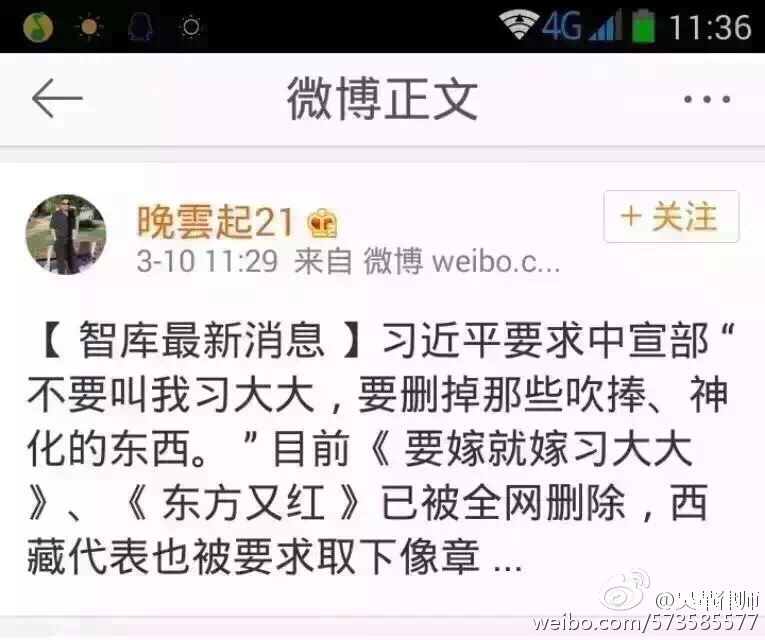 4G 11:36
微博正文
晚雲起21
+ 关注
3-10 11:29 来自 微博 weibo.c...
【 智库最新消息 】习近平要求中宣部“
不要叫我习大大，要删掉那些吹捧、神
化的东西。 ” 目前《 要嫁就嫁习大大
》、《 东方又红 》已被全网删除，西
藏代表也被要求取下像章 ...
weibo.com/573585577